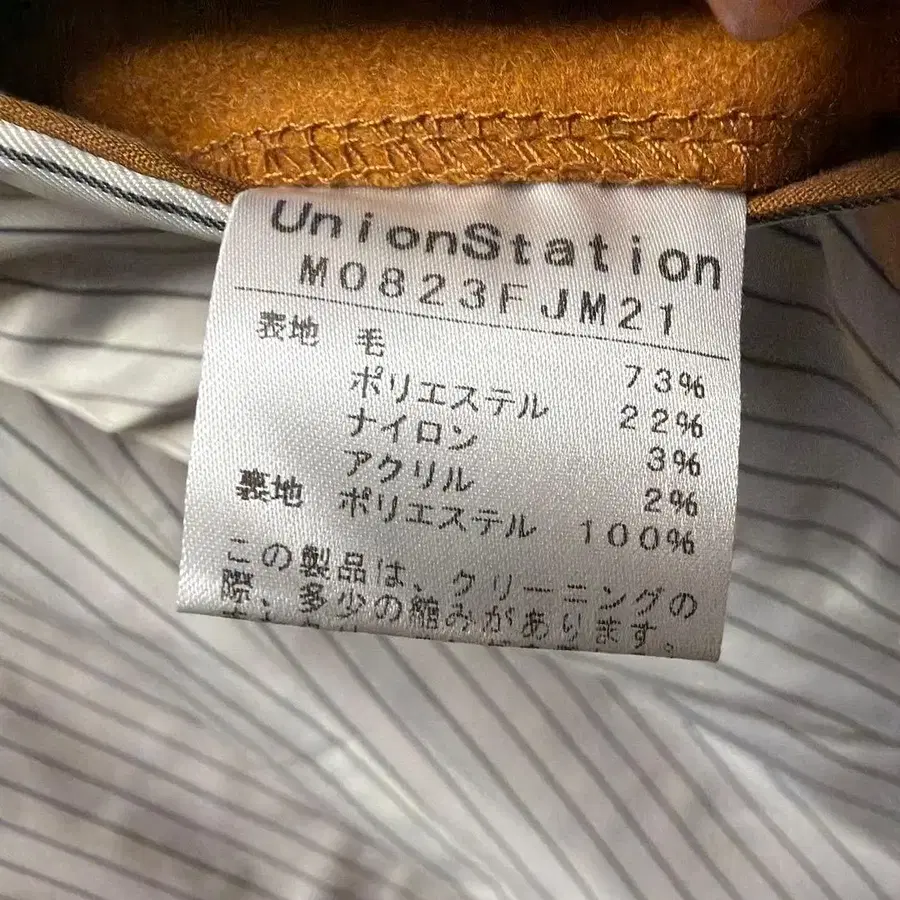 UnionStation
M0823FJM21
表地 毛 73%
ポリエステル 22%
ナイロン 3%
アクリル 2%
裏地 ポリエステル 100%
この製品は、クリーニングの
際、多少の縮みがあります。